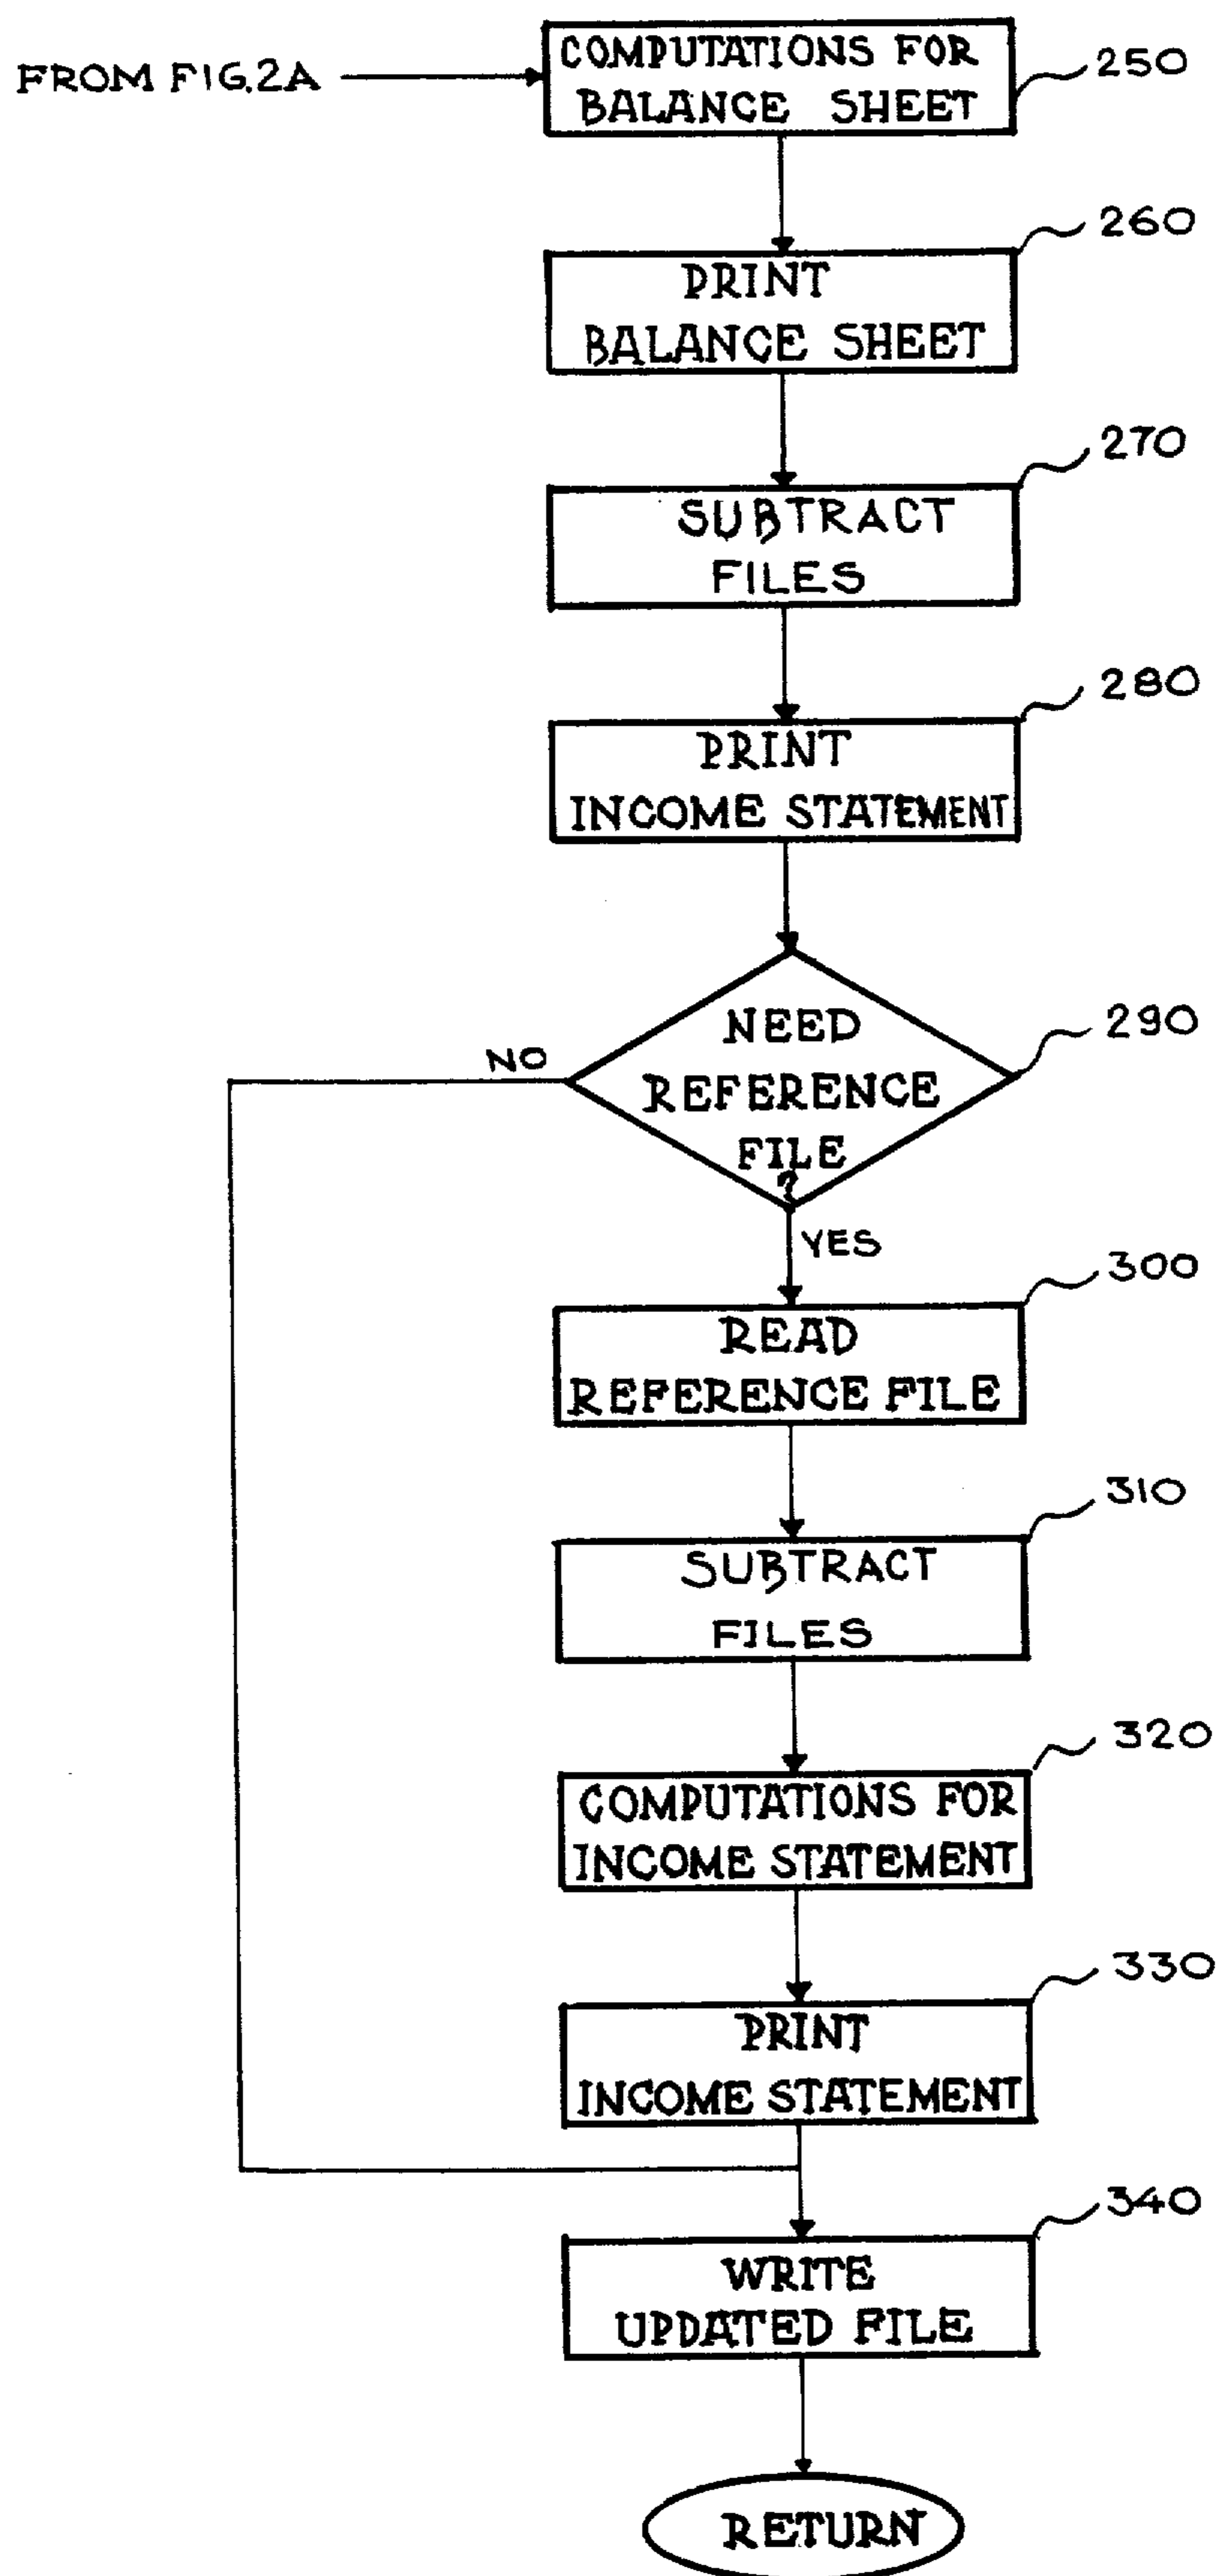 FROM FIG.2A
COMPUTATIONS FOR
BALANCE SHEET
250
260
PRINT
BALANCE SHEET
270
SUBTRACT
FILES
280
PRINT
INCOME STATEMENT
290
NEED
REFERENCE
FILE
?
NO
YES
300
READ
REFERENCE FILE
310
SUBTRACT
FILES
320
COMPUTATIONS FOR
INCOME STATEMENT
330
PRINT
INCOME STATEMENT
340
WRITE
UPDATED FILE
RETURN